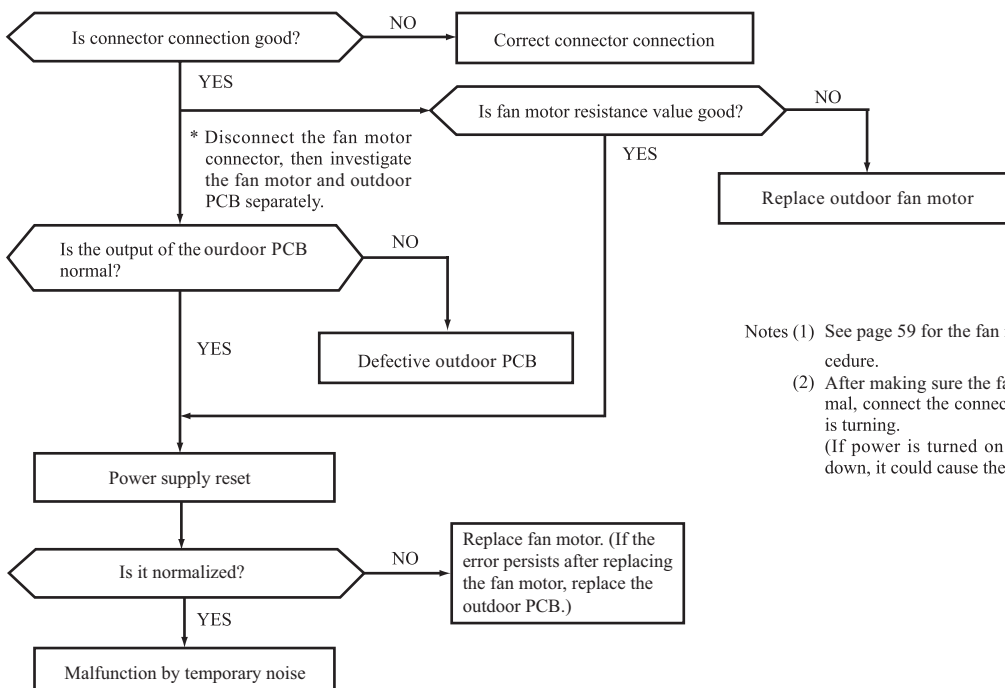 Is connector connection good?
NO
Correct connector connection
YES
Is fan motor resistance value good?
NO
YES
Replace outdoor fan motor
* Disconnect the fan motor
connector, then investigate
the fan motor and outdoor
PCB separately.
Is the output of the ourdoor PCB
normal?
NO
Defective outdoor PCB
YES
Notes (1) See page 59 for the fan
cedure.
(2) After making sure the
mal, connect the
is turning.
(If power is turned on
down, it could cause the
Power supply reset
Is it normalized?
NO
Replace fan motor. (If the
error persists after replacing
the fan motor, replace the
outdoor PCB.)
YES
Malfunction by temporary noise